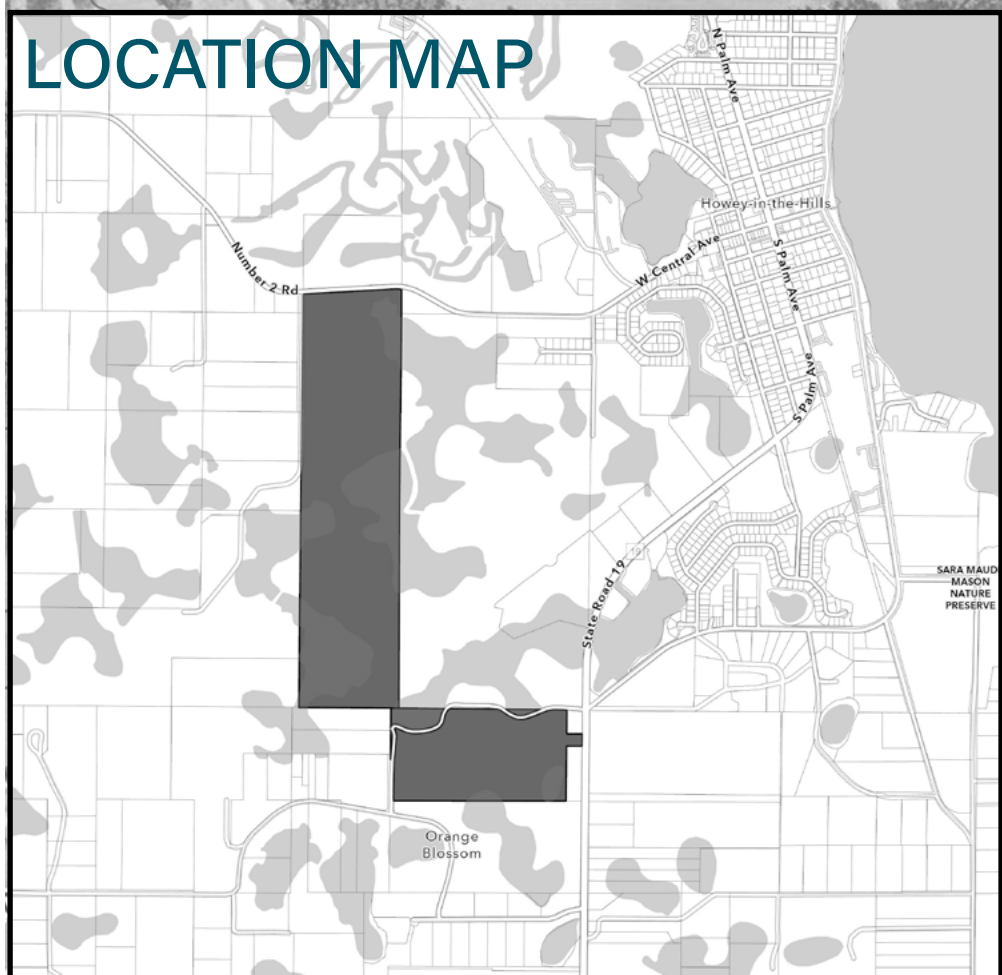 LOCATION MAP
N Palm Ave
Howey-in-the-Hills
W Central Ave
S Palm Ave
Number 2 Rd
S Palm Ave
19
State Road 19
SARA MAUD
MASON
NATURE
PRESERVE
Orange
Blossom